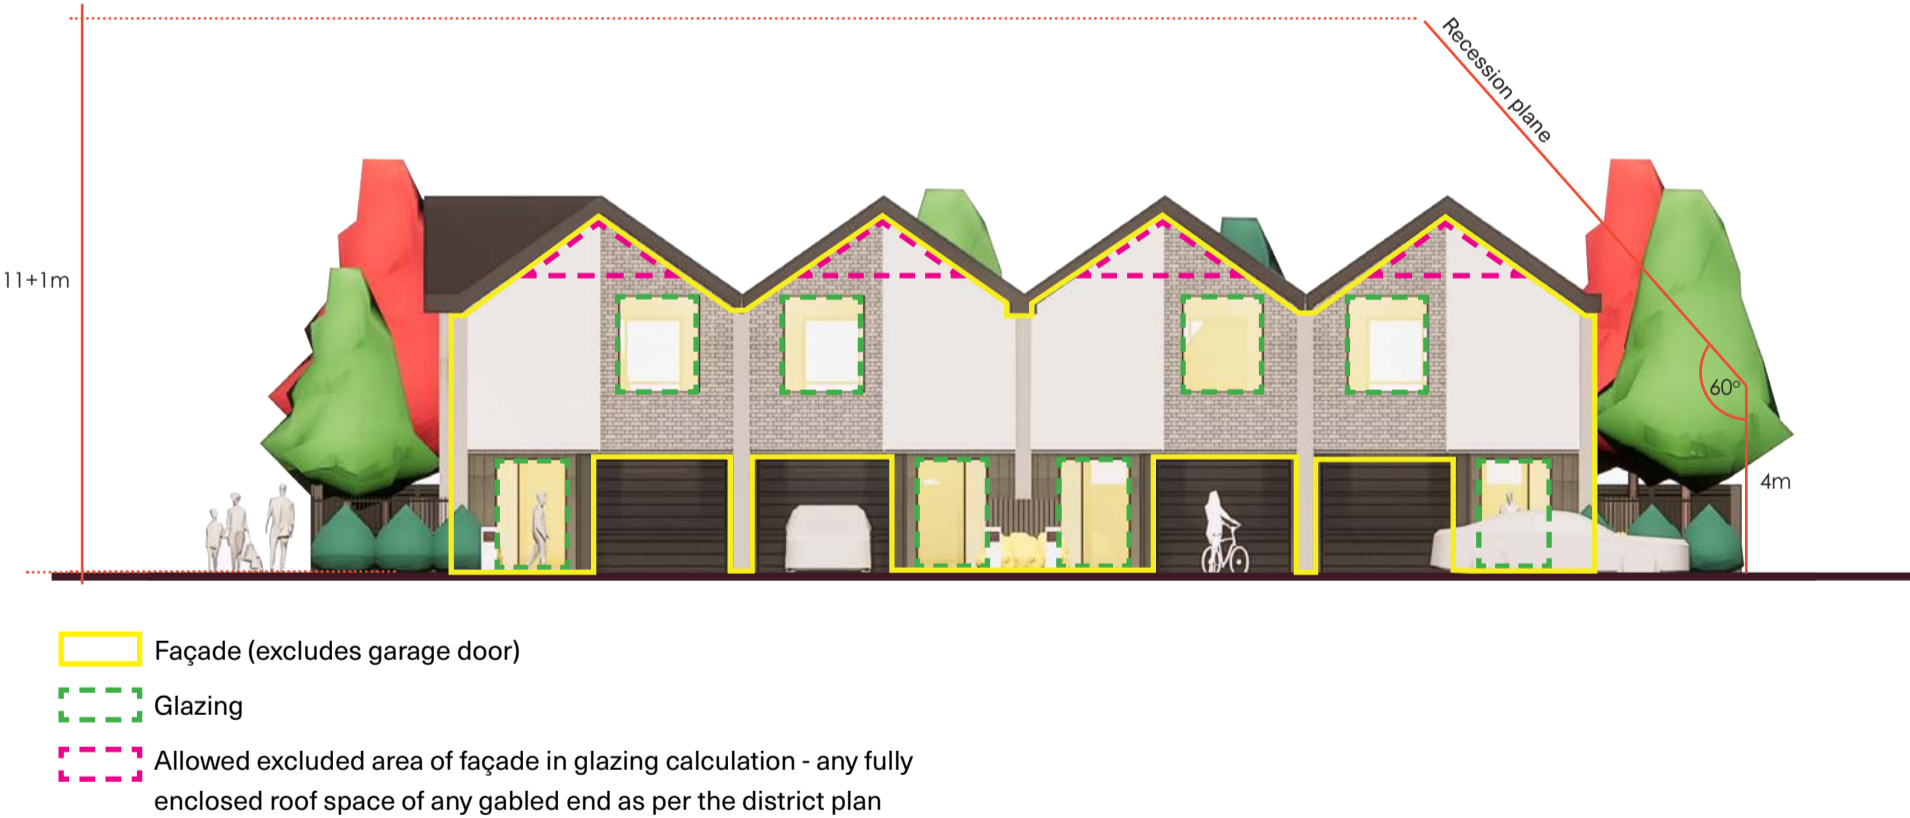 Recession plane
11+1m
60°
4m
Façade (excludes garage door)
Glazing
Allowed excluded area of façade in glazing calculation - any fully
enclosed roof space of any gabled end as per the district plan